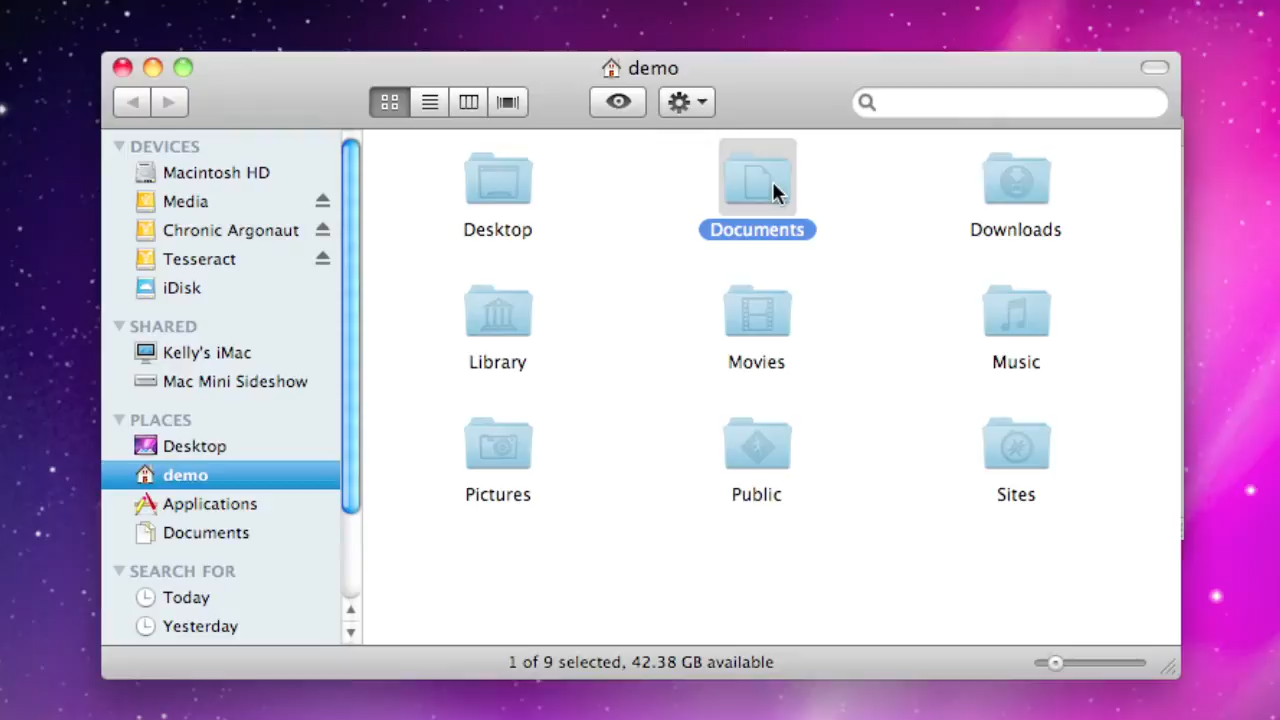 demo
DEVICES
Macintosh HD
Media
Chronic Argonaut
Tesseract
iDisk
SHARED
Kelly's iMac
Mac Mini Sideshow
PLACES
Desktop
demo
Applications
Documents
SEARCH FOR
Today
Yesterday
Desktop Documents Downloads
Library Movies Music
Pictures Public Sites
1 of 9 selected, 42.38 GB available